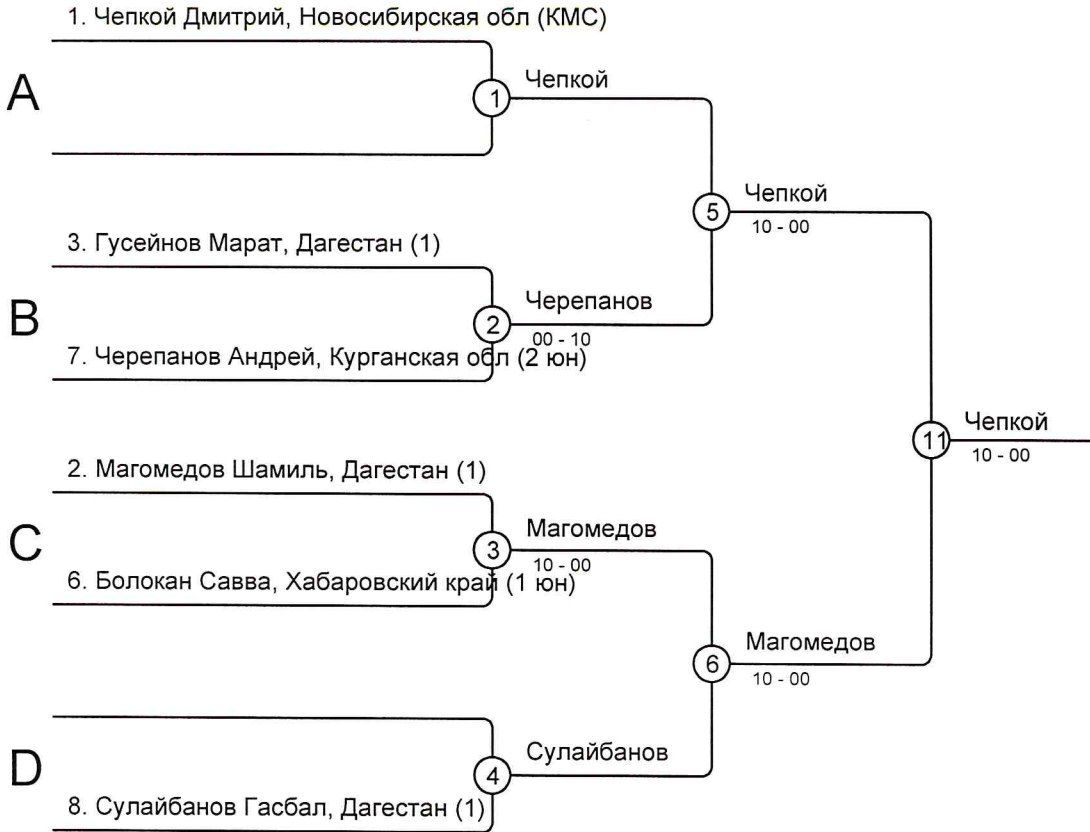 1. Чепкой Дмитрий, Новосибирская обл (КМС)
A
1
Чепкой
5
Чепкой
10 - 00
3. Гусейнов Марат, Дагестан (1)
B
2
Черепанов
00 - 10
7. Черепанов Андрей, Курганская обл (2 юн)
11
Чепкой
10 - 00
2. Магомедов Шамиль, Дагестан (1)
C
3
Магомедов
10 - 00
6. Болокан Савва, Хабаровский край (1 юн)
6
Магомедов
10 - 00
D
4
Сулайбанов
8. Сулайбанов Гасбал, Дагестан (1)